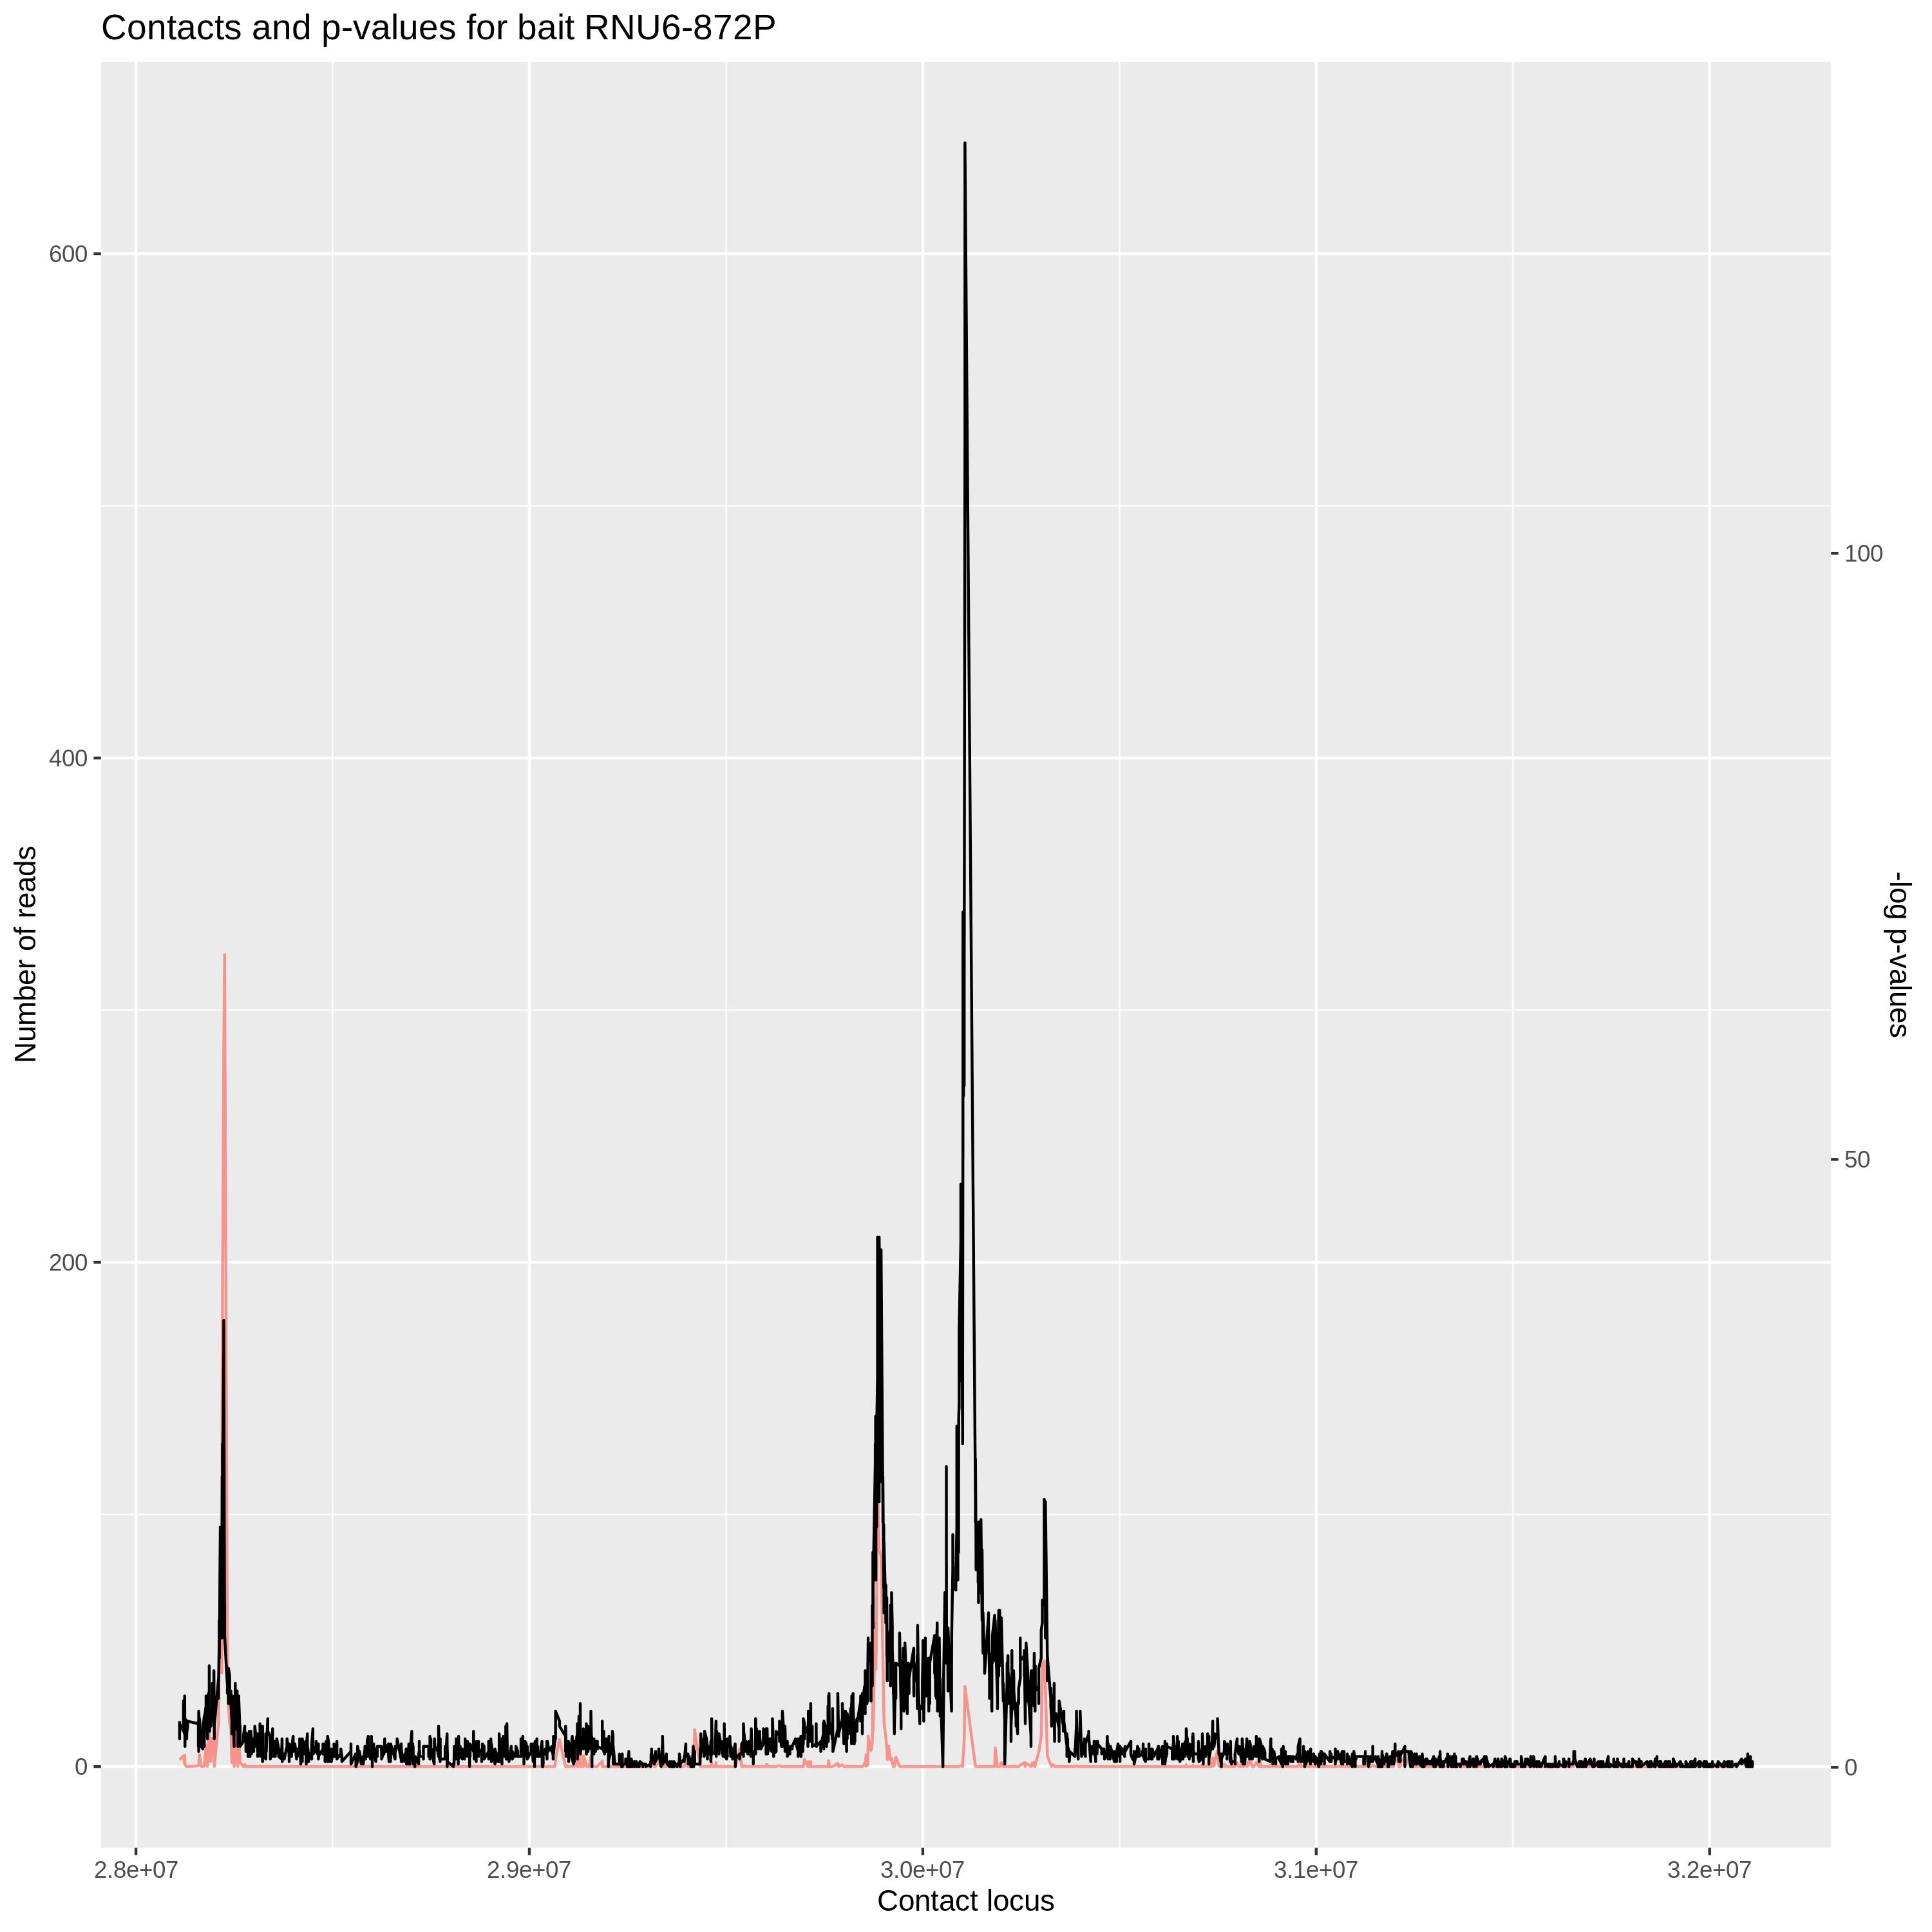 Contacts and p-values for bait RNU6-872P
600
400
200
0
Number of reads
100
50
0
-log p-values
2.8e+07
2.9e+07
3.0e+07
3.1e+07
3.2e+07
Contact locus